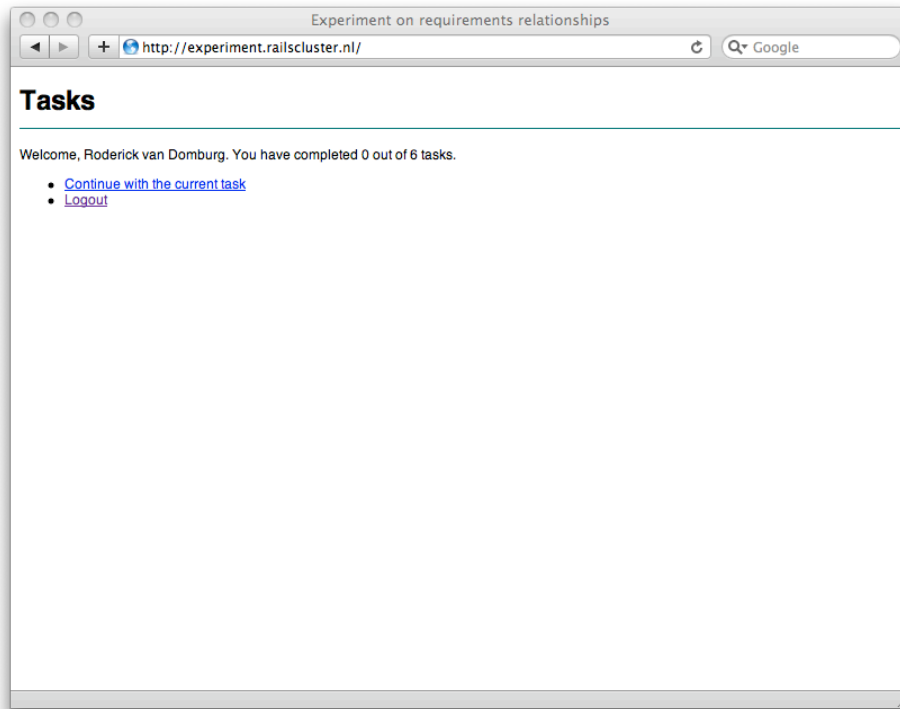 Experiment on requirements relationships
http://experiment.railscluster.nl/
Google
Tasks
Welcome, Roderick van Domburg. You have completed 0 out of 6 tasks.
Continue with the current task
Logout